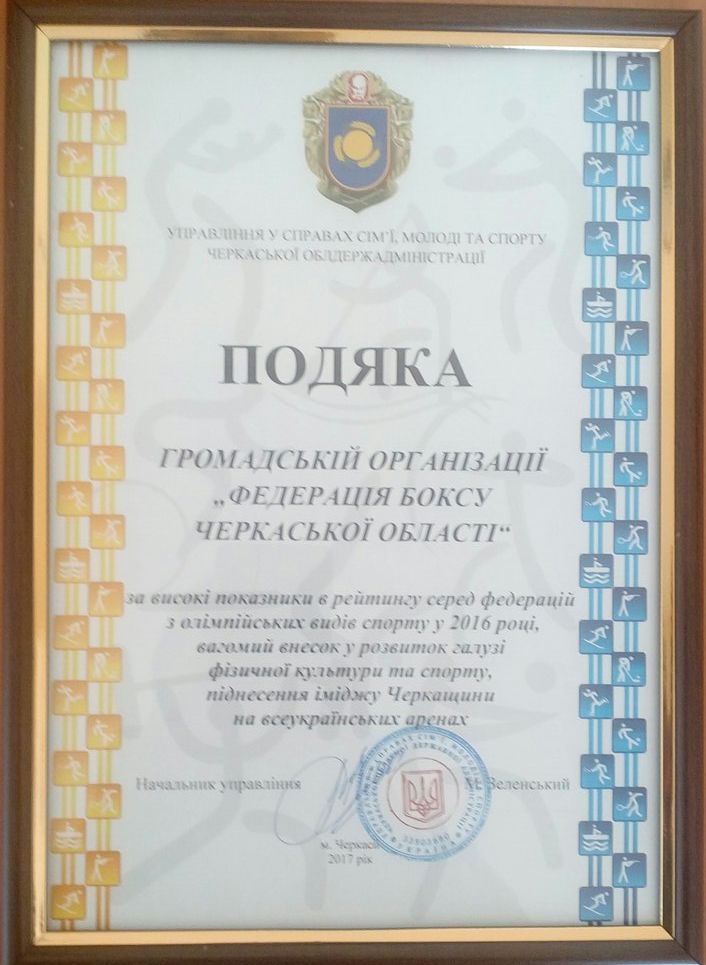 УПРАВЛІННЯ У СПРАВАХ СІМ'Ї, МОЛОДІ ТА СПОРТУ
ЧЕРКАСЬКОЇ ОБЛДЕРЖАДМІНІСТРАЦІЇ
ПОДЯКА
ГРОМАДСЬКІЙ ОРГАНІЗАЦІЇ
„ФЕДЕРАЦІЯ БОКСУ
ЧЕРКАСЬКОЇ ОБЛАСТІ“
за високі показники в рейтингу серед федерацій
з олімпійських видів спорту у 2016 році,
вагомий внесок у розвиток галузі
фізичної культури та спорту,
піднесення іміджу Черкащини
на всеукраїнських аренах
Начальник управління М. Зеленський
м. Черкаси
2017 рік